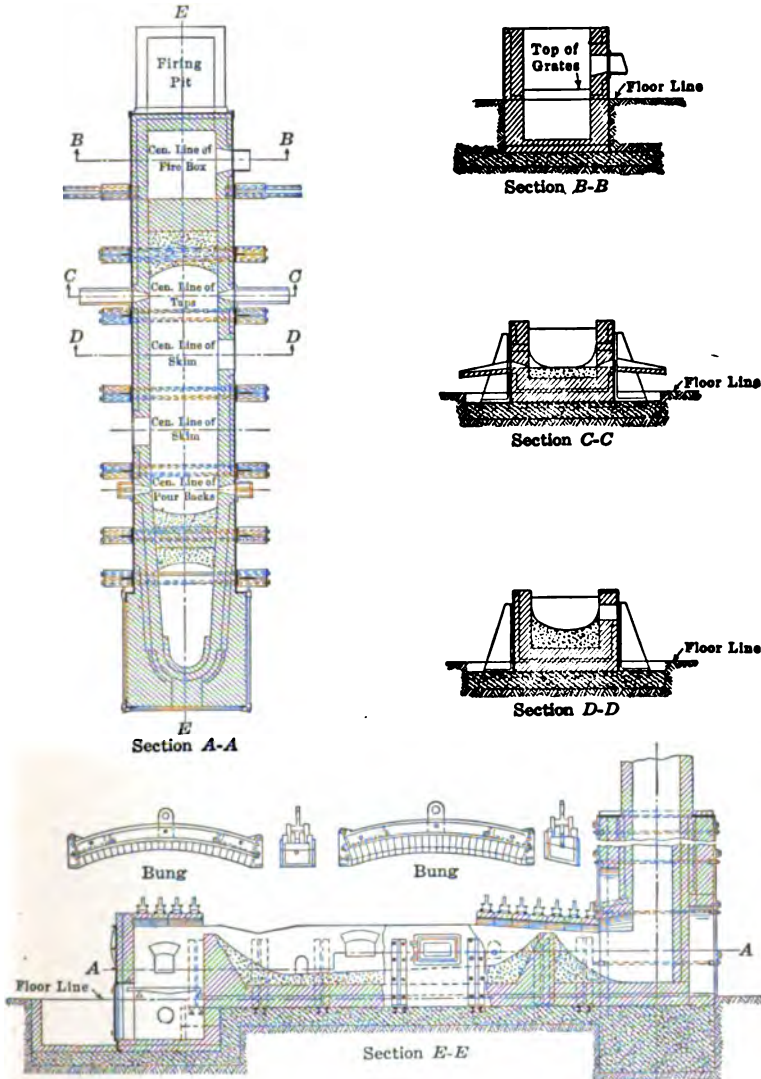 E
Firing
Pit
B
B
Cen. Line of
Fire Box
C
C
Cen. Line of
Taps
D
D
Cen. Line of
Skim
Cen. Line of
Skim
Cen. Line of
Pour Backs
E
Section A-A
Top of
Grates
Floor Line
Section B-B
Floor Line
Section C-C
Floor Line
Section D-D
Bung
Bung
A
A
Floor Line
Section E-E